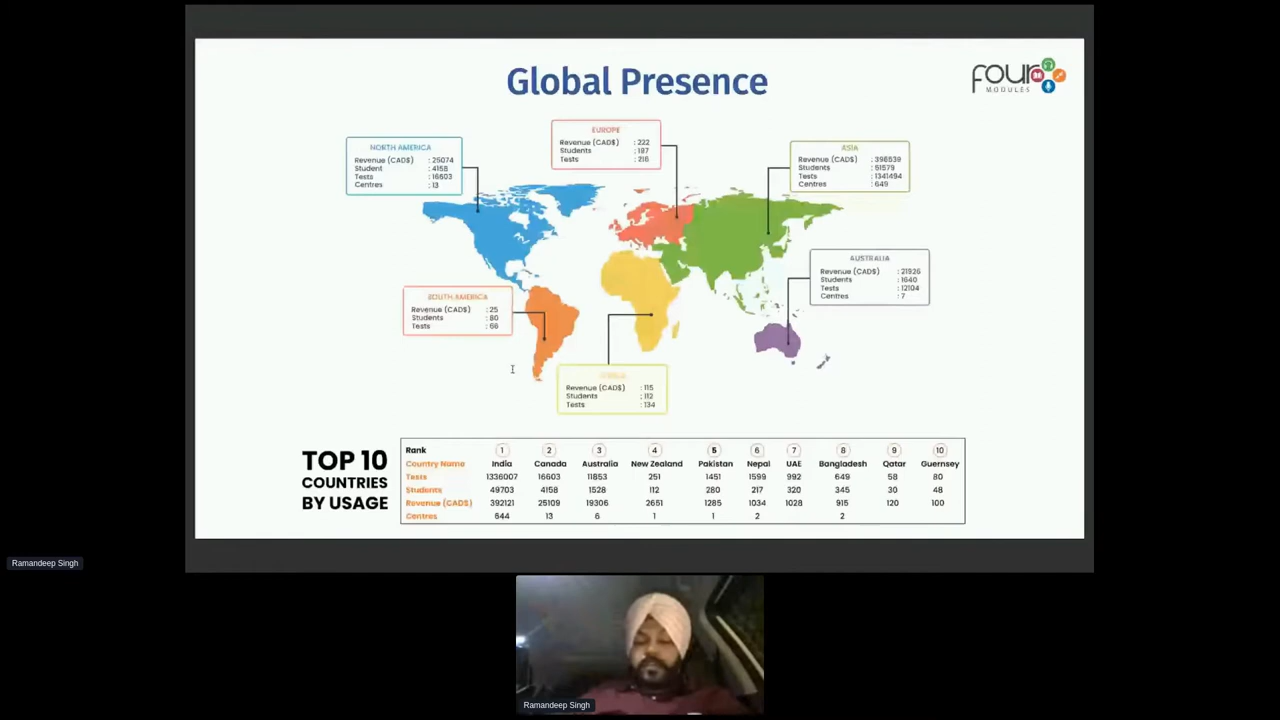 Global Presence
four
MODULES
NORTH AMERICA
Revenue (CAD$) : 25074
Student : 4158
Tests : 16603
Centres : 13
EUROPE
Revenue (CAD$) : 222
Students : 187
Tests : 218
ASIA
Revenue (CAD$) : 396539
Students : 51579
Tests : 1341494
Centres : 649
AUSTRALIA
Revenue (CAD$) : 21926
Students : 1640
Tests : 12104
Centres : 7
SOUTH AMERICA
Revenue (CAD$) : 25
Students : 80
Tests : 66
Revenue (CAD$) : 115
Students : 112
Tests : 134
TOP 10
COUNTRIES
BY USAGE
Rank 1 2 3 4 5 6 7 8 9 10
Country Name India Canada Australia New Zealand Pakistan Nepal UAE Bangladesh Qatar Guernsey
Tests 1336007 16603 11853 251 1451 1599 992 649 58 80
Students 49703 4158 1528 112 280 217 320 345 30 48
Revenue (CAD$) 392121 25109 19306 2651 1285 1034 1028 915 120 100
Centres 644 13 6 1 1 2 2
Ramandeep Singh
Ramandeep Singh